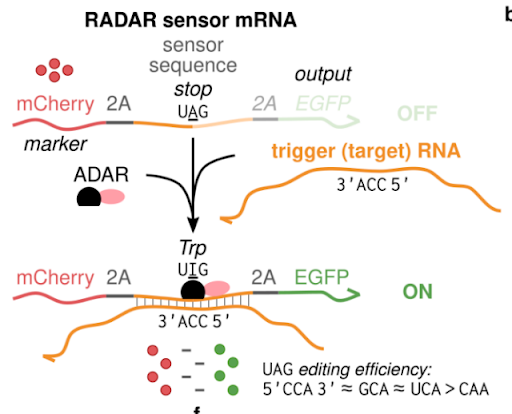 b
RADAR sensor mRNA
sensor
sequence
stop
output
UAG
mCherry 2A 2A EGFP OFF
marker
trigger (target) RNA
ADAR
3'ACC 5'
Trp
UIG
mCherry 2A 2A EGFP ON
3'ACC 5'
UAG editing efficiency:
5'CCA 3' ≈ GCA ≈ UCA > CAA